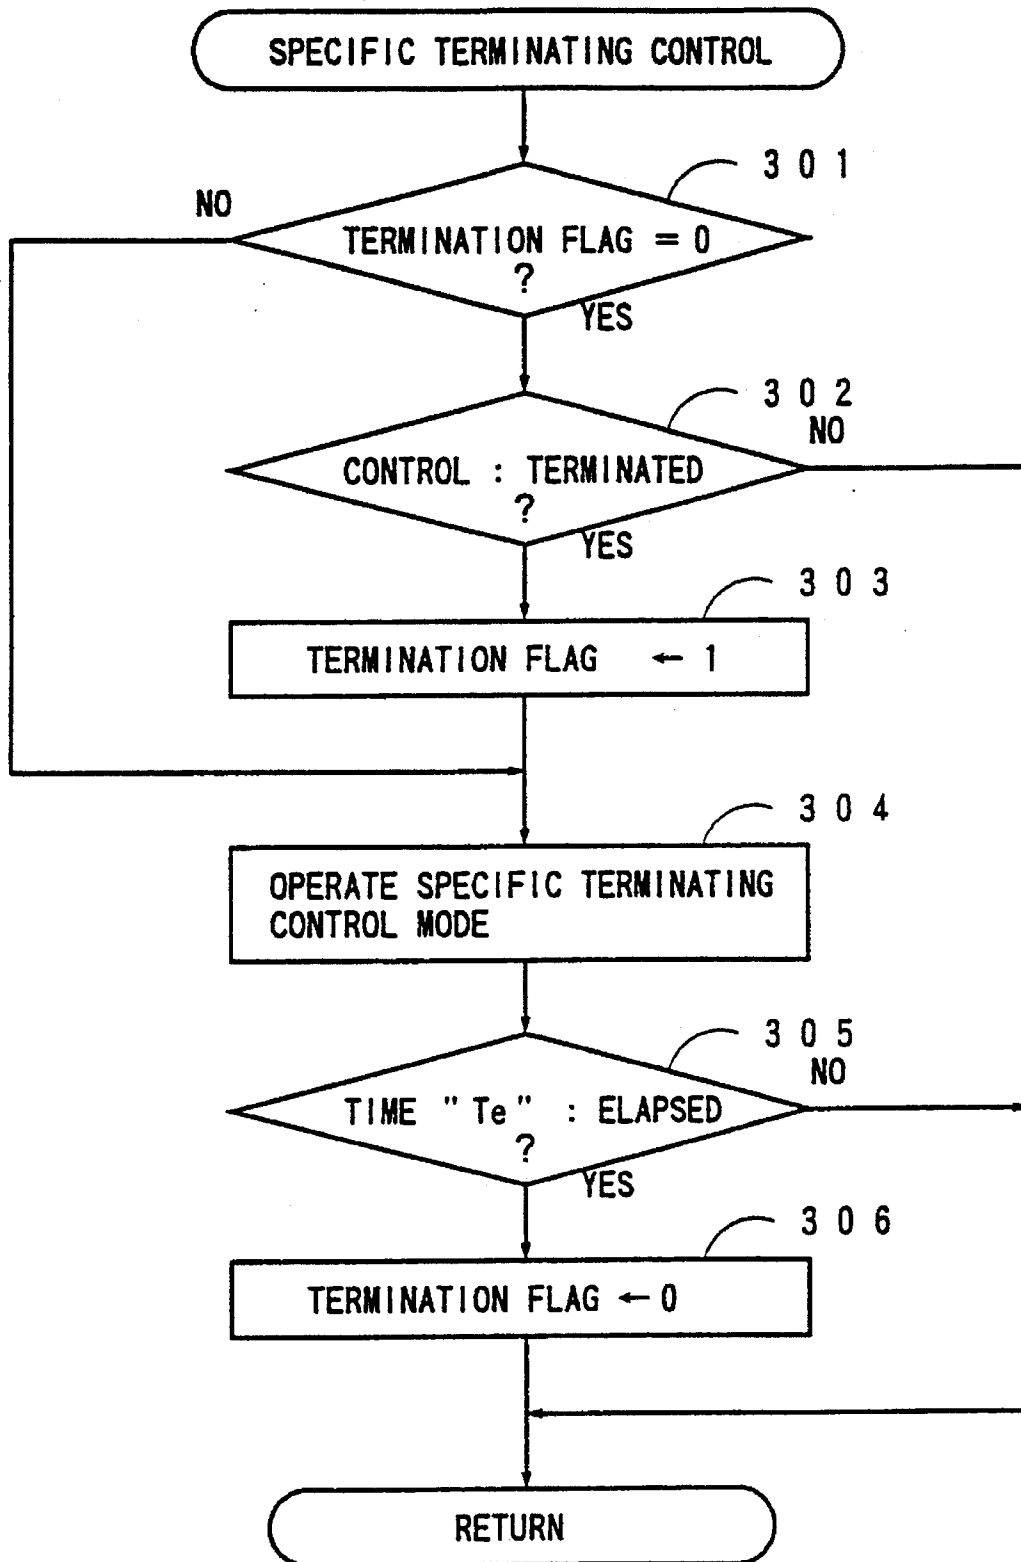 SPECIFIC TERMINATING CONTROL
301
NO
TERMINATION FLAG = 0
?
YES
302
NO
CONTROL : TERMINATED
?
YES
303
TERMINATION FLAG ← 1
304
OPERATE SPECIFIC TERMINATING
CONTROL MODE
305
NO
TIME "Te" : ELAPSED
?
YES
306
TERMINATION FLAG ← 0
RETURN